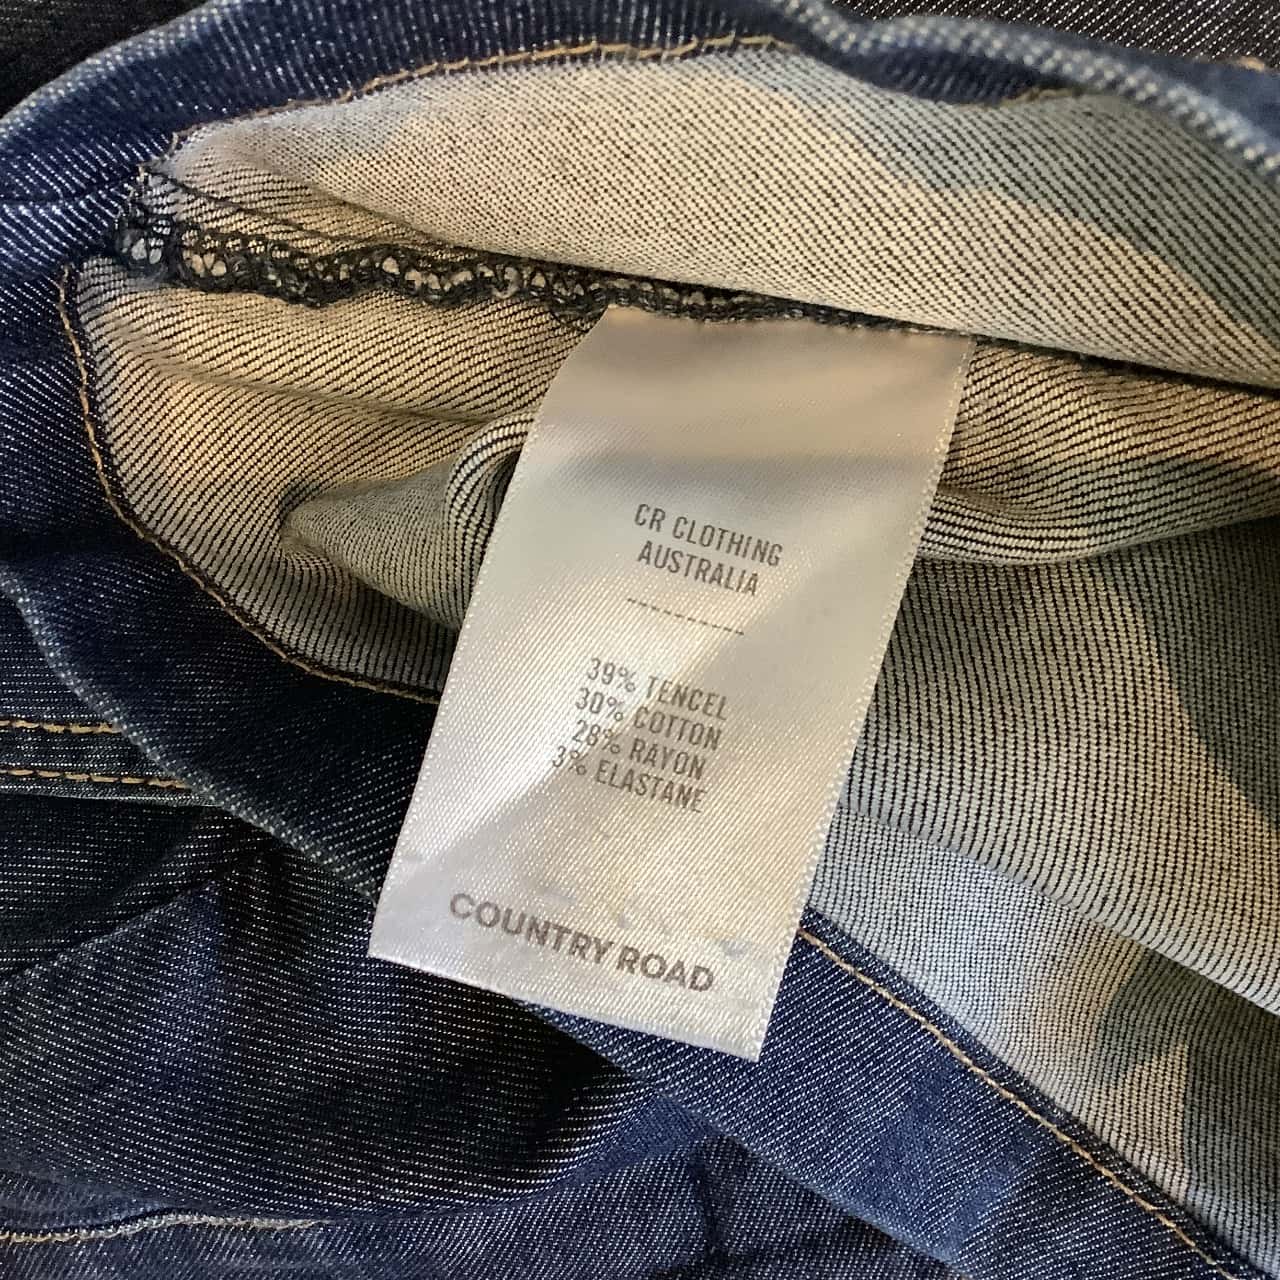 CR CLOTHING
AUSTRALIA
---------
39% TENCEL
30% COTTON
28% RAYON
3% ELASTANE
COUNTRY ROAD